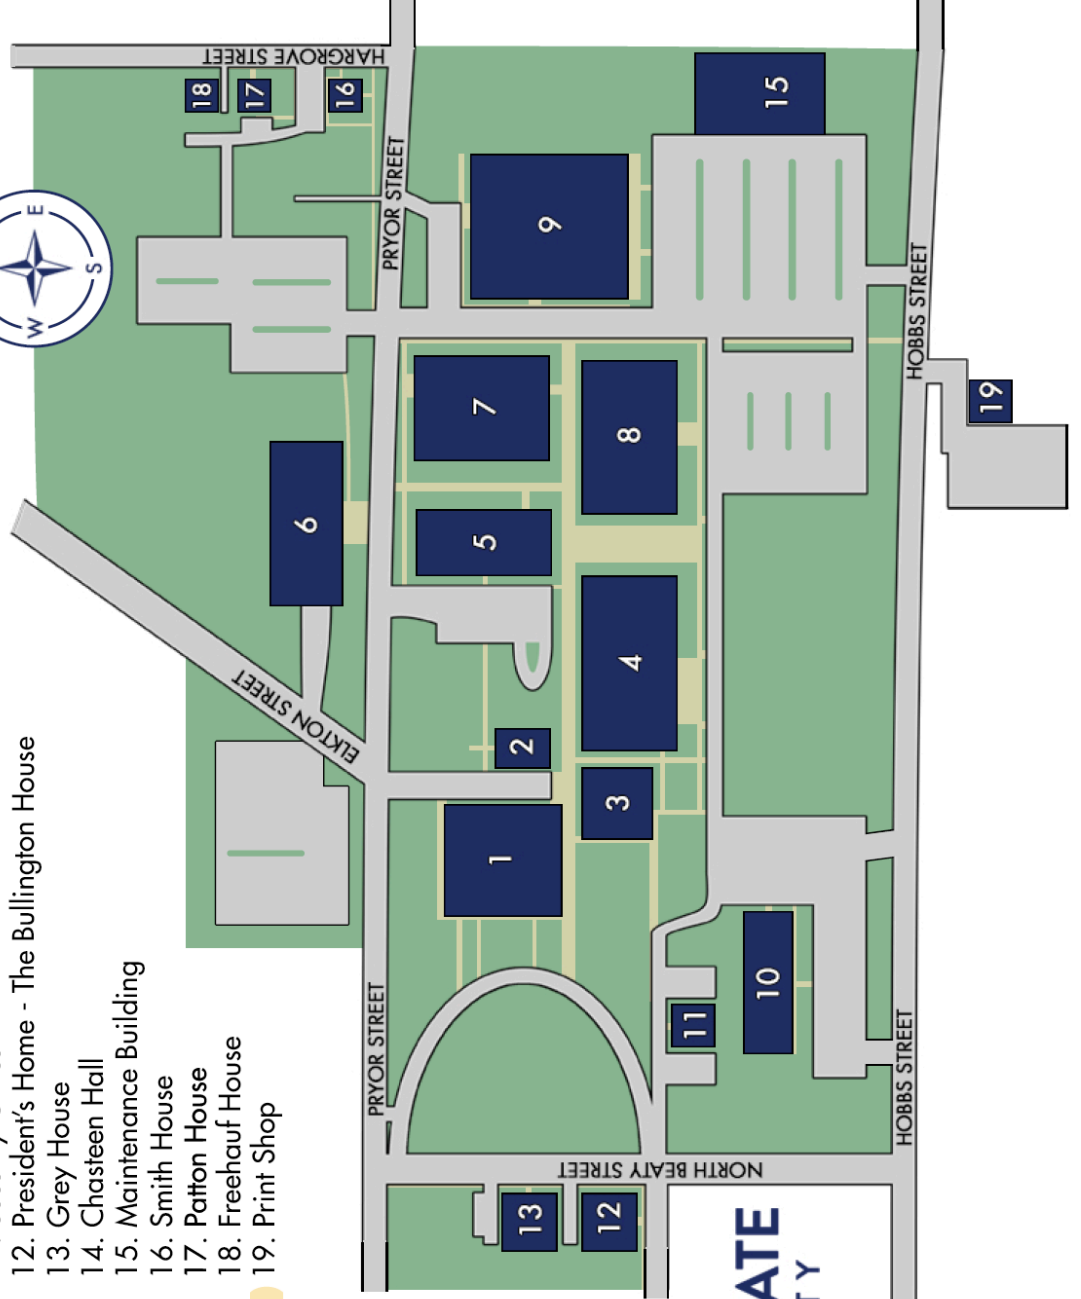 12. President's Home - The Bullington House
13. Grey House
14. Chasteen Hall
15. Maintenance Building
16. Smith House
17. Patton House
18. Freehauf House
19. Print Shop
HARGROVE STREET
18
17
16
15
PRYOR STREET
9
E
S
W
HOBBS STREET
7
8
19
6
5
4
ELKTON STREET
2
3
1
10
11
PRYOR STREET
HOBBS STREET
NORTH BEATY STREET
13
12
ATE
TY